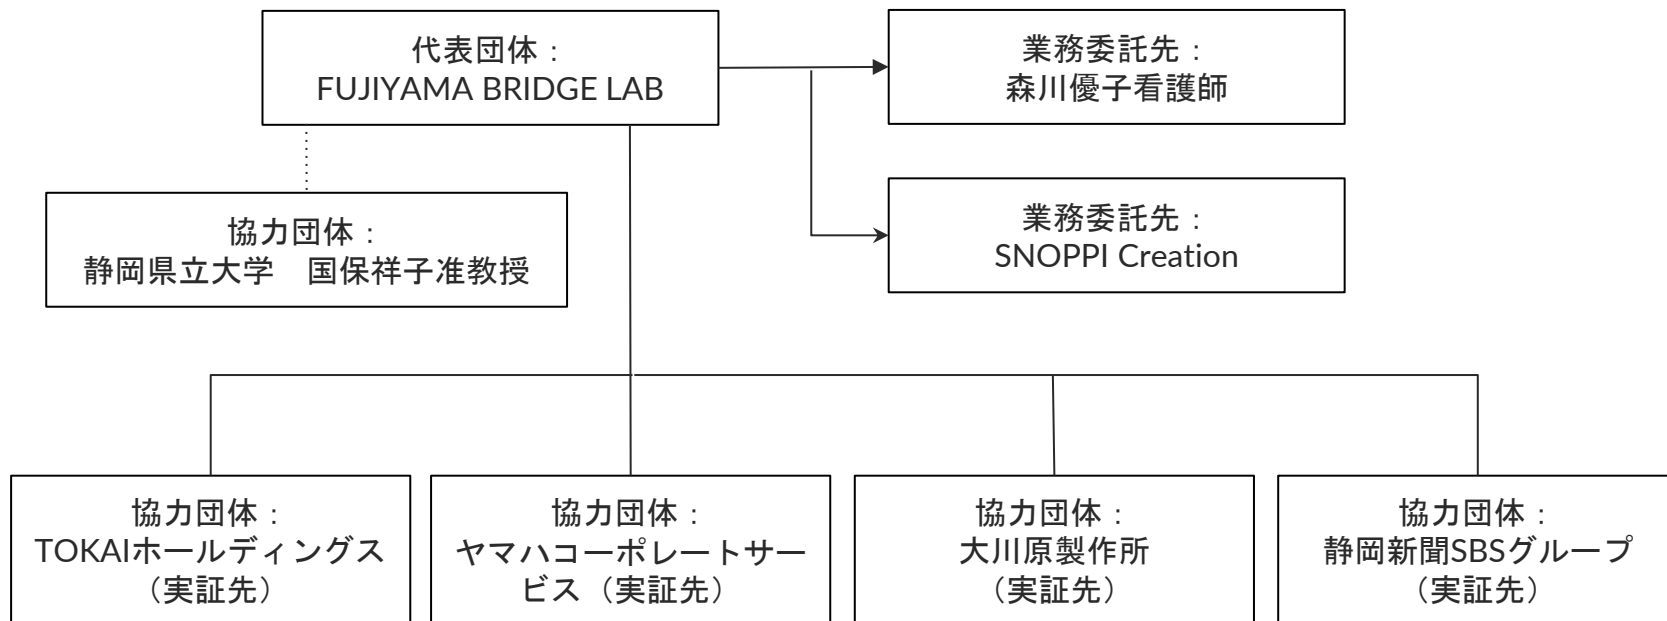 代表団体：
FUJIYAMA BRIDGE LAB
業務委託先：
森川優子看護師
協力団体：
静岡県立大学　国保祥子准教授
業務委託先：
SNOPPI Creation
協力団体：
TOKAIホールディングス
（実証先）
協力団体：
ヤマハコーポレートサー
ビス（実証先）
協力団体：
大川原製作所
（実証先）
協力団体：
静岡新聞SBSグループ
（実証先）